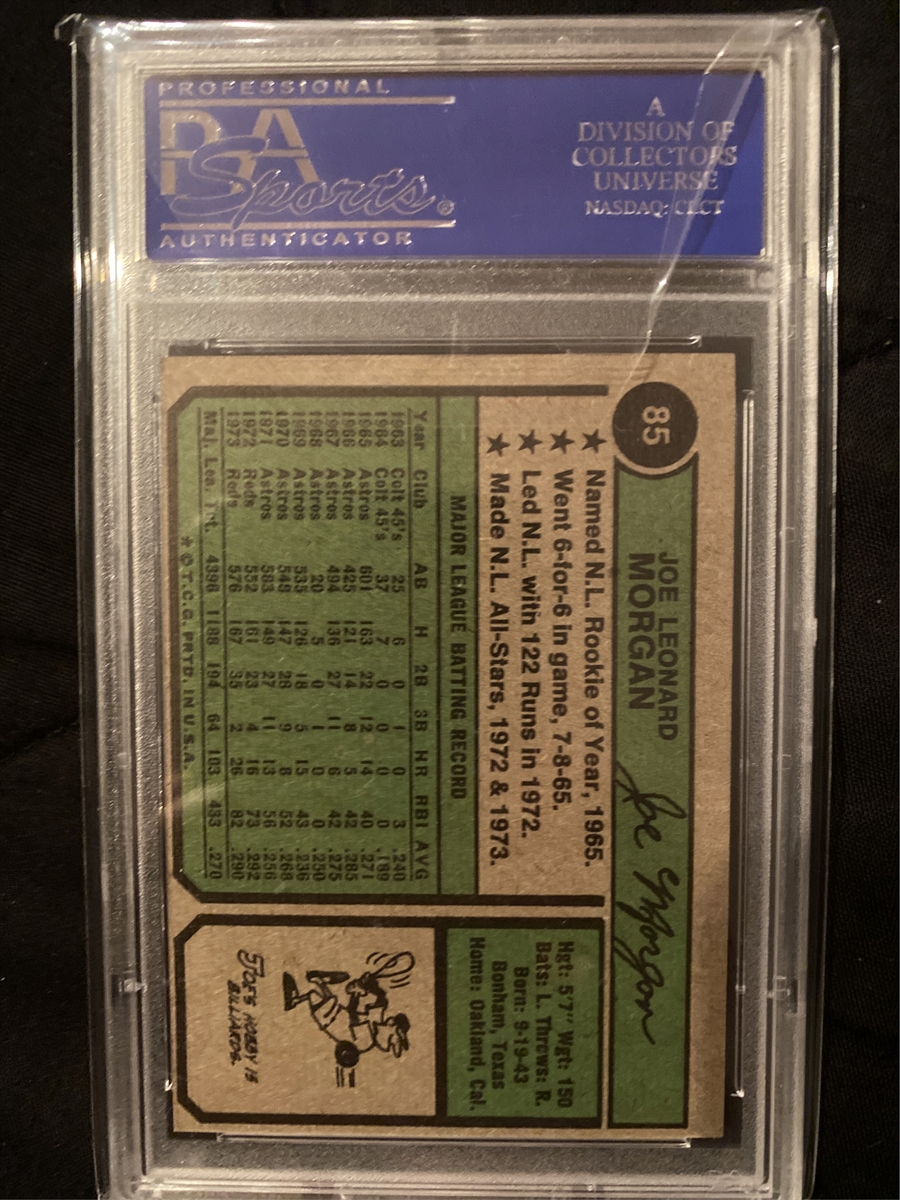 PROFESSIONAL
PSA
Sports®
AUTHENTICATOR
A
DIVISION OF
COLLECTORS
UNIVERSE
NASDAQ: CLCT
85
JOE LEONARD
MORGAN
Joe Morgan
★ Named N.L. Rookie of Year, 1965.
★ Went 6-for-6 in game, 7-8-65.
★ Led N.L. with 122 Runs in 1972.
★ Made N.L. All-Stars, 1972 & 1973.
MAJOR LEAGUE BATTING RECORD
Year Club AB H 2B 3B HR RBI AVG
1963 Colt 45's 25 6 0 1 0 3 .240
1964 Colt 45's 37 7 0 0 0 0 .189
1965 Astros 601 163 22 12 14 40 .271
1966 Astros 425 121 14 8 5 42 .285
1967 Astros 494 136 27 11 6 42 .275
1968 Astros 20 5 0 1 0 0 .250
1969 Astros 535 126 18 5 15 43 .236
1970 Astros 548 147 28 9 8 52 .268
1971 Astros 583 149 27 11 13 56 .256
1972 Reds 552 161 23 4 16 73 .292
1973 Reds 576 167 35 2 26 82 .290
Maj. Lea. Tot. 4396 1188 194 64 103 433 .270
* © T.C.G. PRTD. IN U.S.A.
Hgt: 5'7" Wgt: 150
Bats: L. Throws: R.
Born: 9-19-43
Bonham, Texas
Home: Oakland, Cal.
JOE'S HOBBY IS
BILLIARDS.